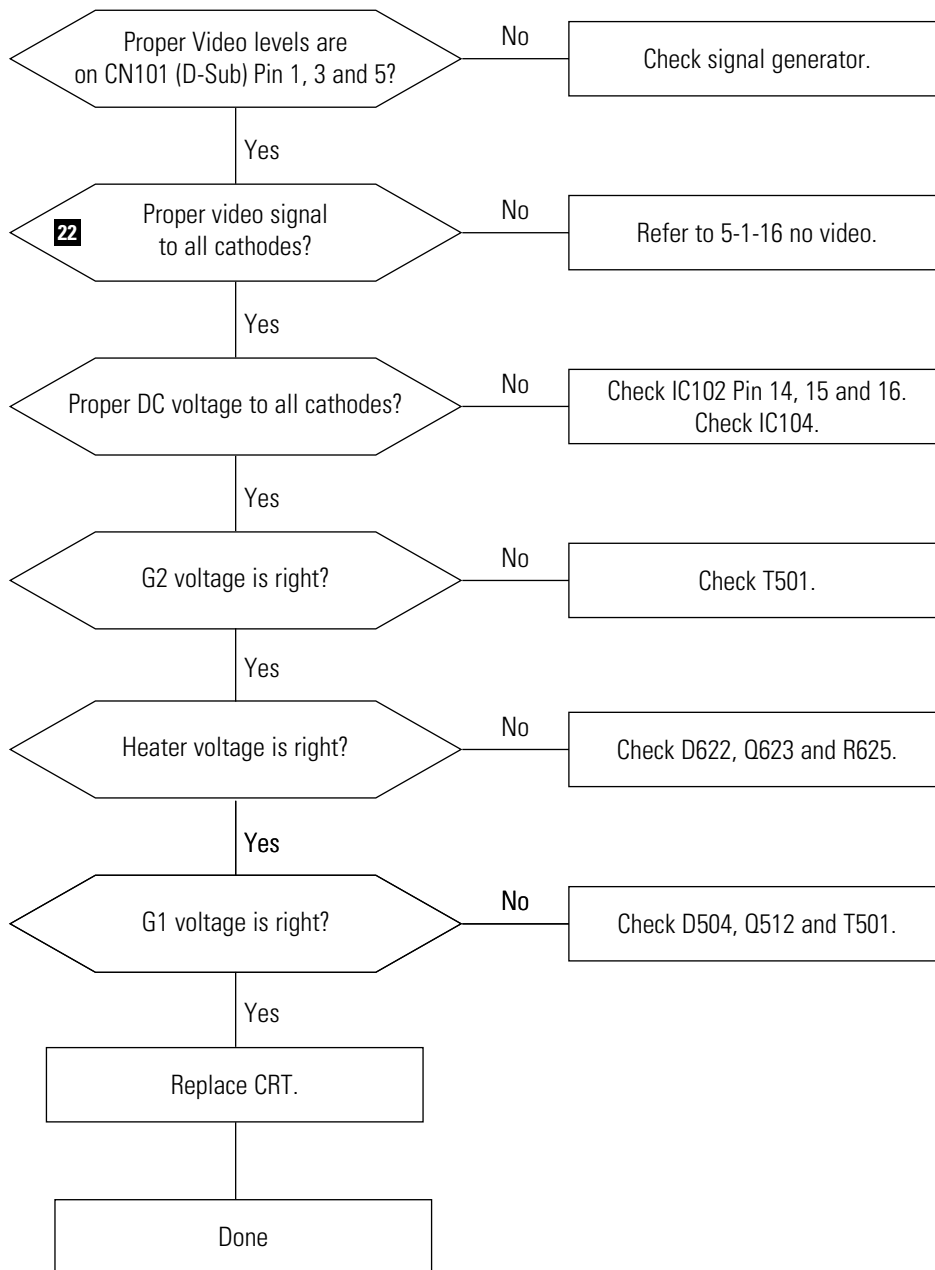 Proper Video levels are
on CN101 (D-Sub) Pin 1, 3 and 5?
No
Check signal generator.
Yes
22
Proper video signal
to all cathodes?
No
Refer to 5-1-16 no video.
Yes
Proper DC voltage to all cathodes?
No
Check IC102 Pin 14, 15 and 16.
Check IC104.
Yes
G2 voltage is right?
No
Check T501.
Yes
Heater voltage is right?
No
Check D622, Q623 and R625.
Yes
G1 voltage is right?
No
Check D504, Q512 and T501.
Yes
Replace CRT.
Done